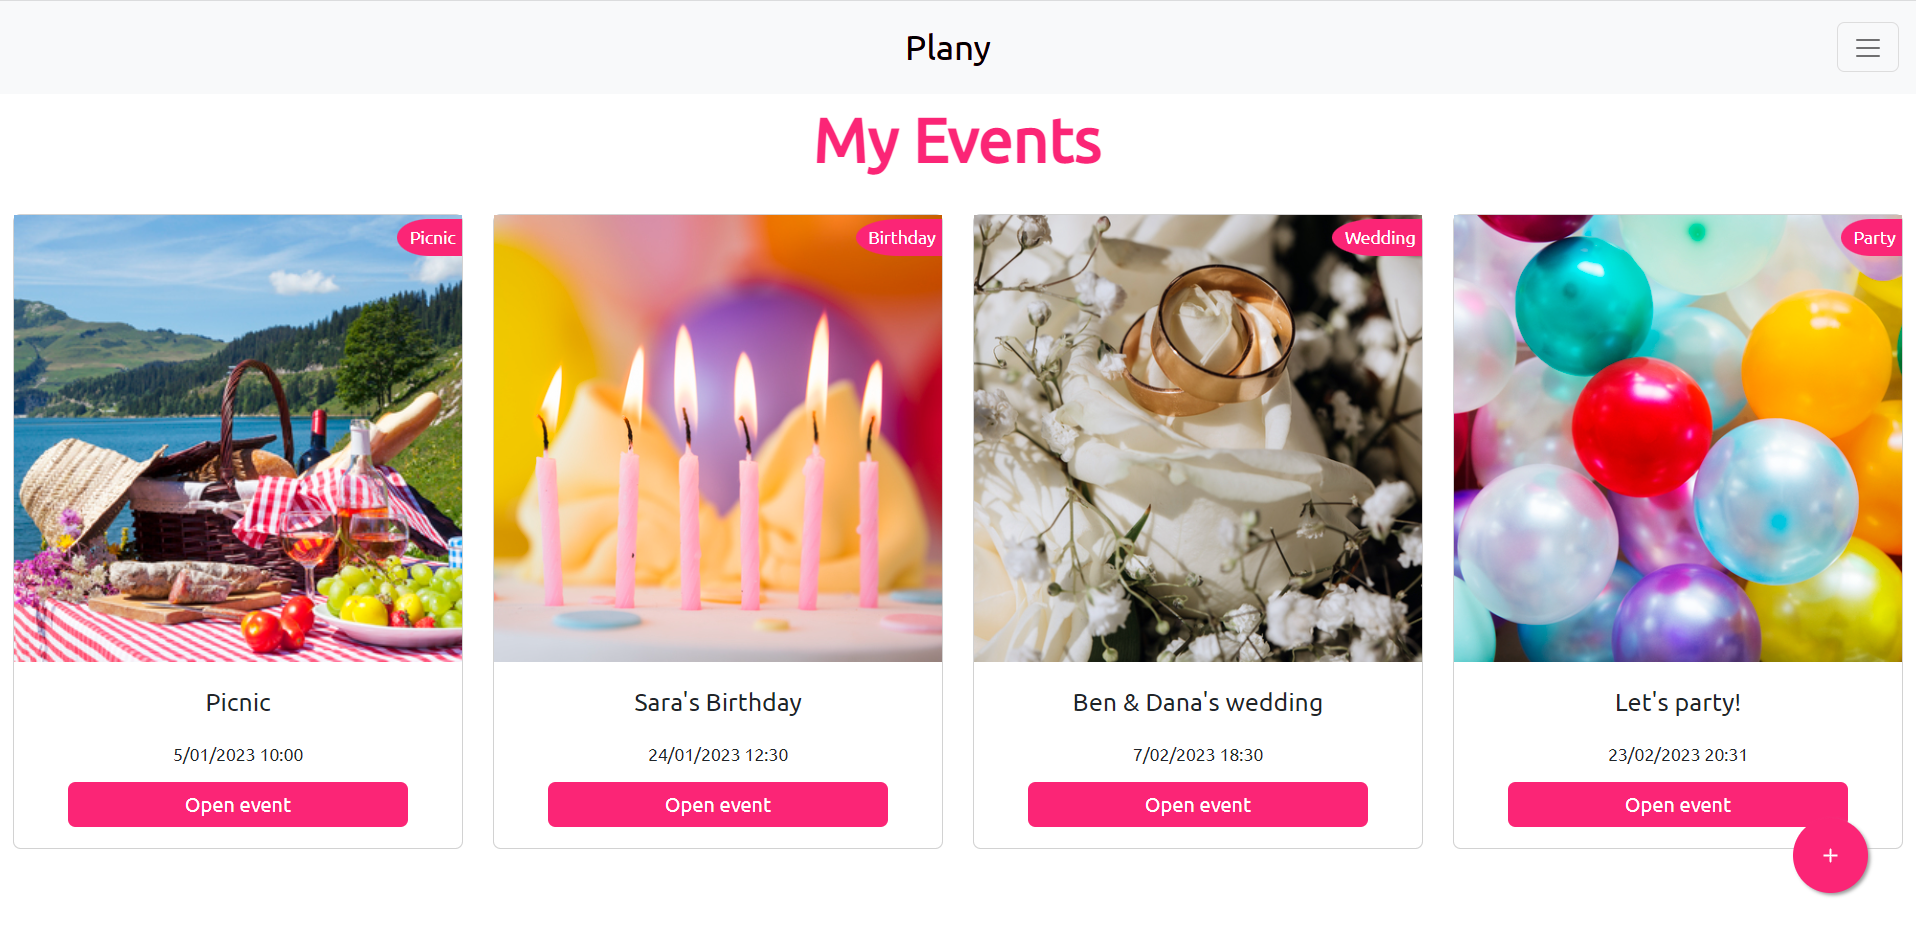 Plany
My Events
Picnic
Birthday
Wedding
Party
Picnic
Sara's Birthday
Ben & Dana's wedding
Let's party!
5/01/2023 10:00
24/01/2023 12:30
7/02/2023 18:30
23/02/2023 20:31
Open event
Open event
Open event
Open event
+